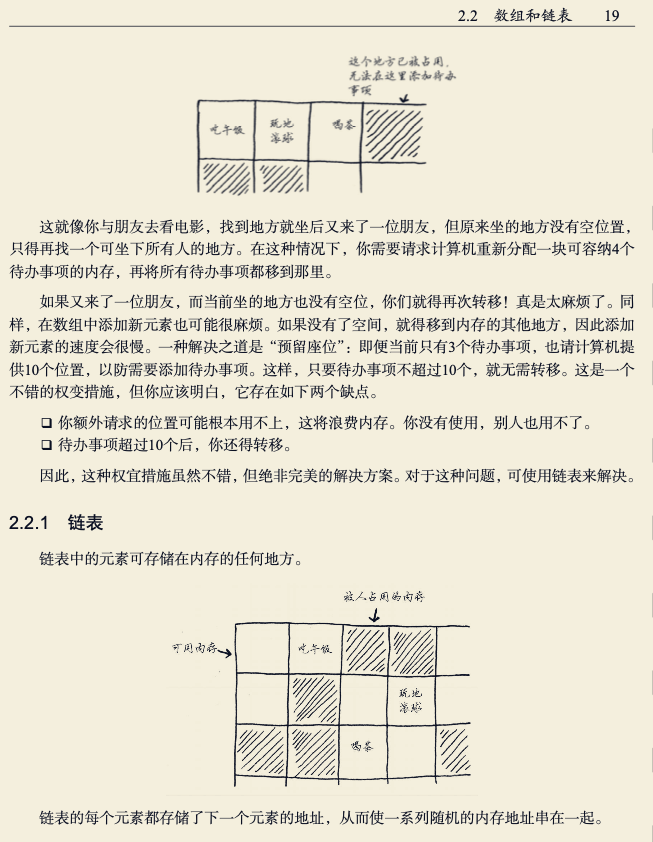 2.2 数组和链表 19
这个地方已被占用，
无法在这里添加待办
事项
吃午饭
玩地
滚球
喝茶
这就像你与朋友去看电影，找到地方就坐后又来了一位朋友，但原来坐的地方没有空位置，
只得再找一个可坐下所有人的地方。在这种情况下，你需要请求计算机重新分配一块可容纳4个
待办事项的内存，再将所有待办事项都移到那里。
如果又来了一位朋友，而当前坐的地方也没有空位，你们就得再次转移！真是太麻烦了。同
样，在数组中添加新元素也可能很麻烦。如果没有了空间，就得移到内存的其他地方，因此添加
新元素的速度会很慢。一种解决之道是“预留座位”：即便当前只有3个待办事项，也请计算机提
供10个位置，以防需要添加待办事项。这样，只要待办事项不超过10个，就无需转移。这是一个
不错的权变措施，但你应该明白，它存在如下两个缺点。
❑ 你额外请求的位置可能根本用不上，这将浪费内存。你没有使用，别人也用不了。
❑ 待办事项超过10个后，你还得转移。
因此，这种权宜措施虽然不错，但绝非完美的解决方案。对于这种问题，可使用链表来解决。
2.2.1 链表
链表中的元素可存储在内存的任何地方。
被人占用的内存
可用内存
吃午饭
玩地
滚球
喝茶
链表的每个元素都存储了下一个元素的地址，从而使一系列随机的内存地址串在一起。